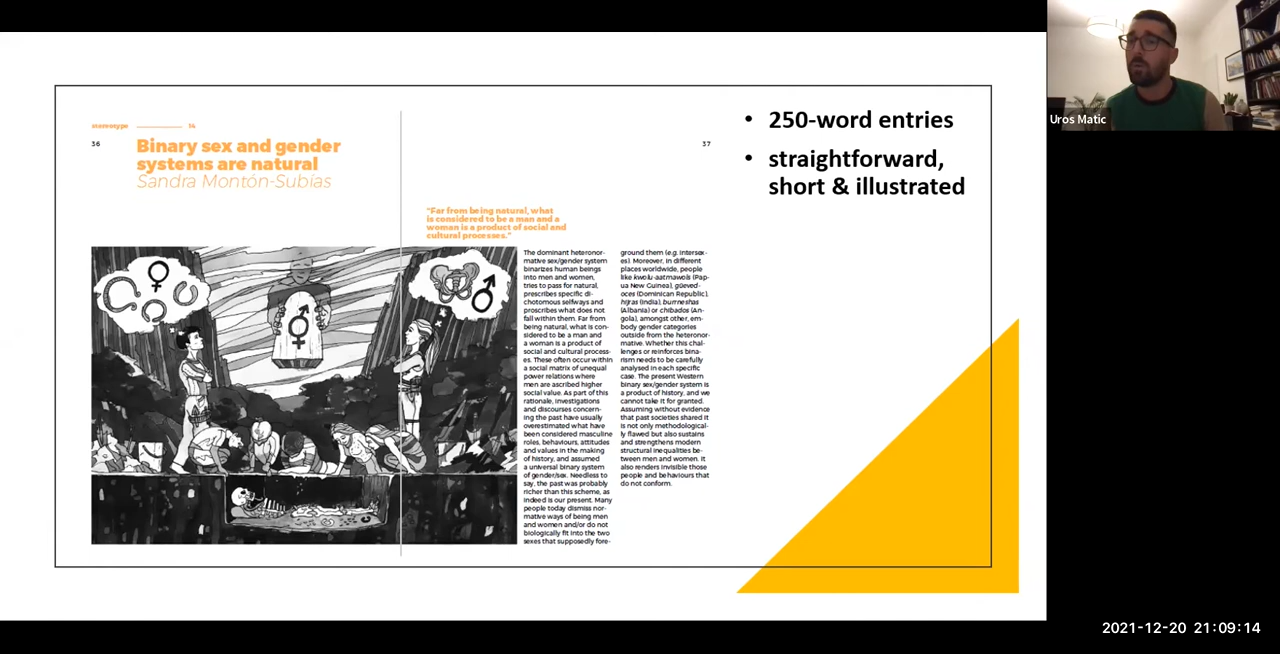 stereotype 14
36
Binary sex and gender
systems are natural
Sandra Montón-Subías
37
"Far from being natural, what
is considered to be a man and a
woman is a product of social and
cultural processes."
The dominant heteronor-
mative sex/gender system
binarizes human beings
into men and women,
tries to pass for natural,
prescribes specific di-
chotomous selfways and
proscribes what does not
fall within them. Far from
being natural, what is con-
sidered to be a man and
a woman is a product of
social and cultural process-
es. These often occur within
a social matrix of unequal
power relations where
men are ascribed higher
social value. As part of this
rationale, investigations
and discourses concern-
ing the past have usually
overestimated what have
been considered masculine
roles, behaviours, attitudes
and values in the making
of history, and assumed
a universal binary system
of gender/sex. Needless to
say, the past was probably
richer than this scheme, as
indeed is our present. Many
people today dismiss nor-
mative ways of being men
and women and/or do not
biologically fit into the two
sexes that supposedly fore-
ground them (e.g. intersex-
es). Moreover, in different
places worldwide, people
like kwolu-aatmawols (Pap-
ua New Guinea), güeved-
oces (Dominican Republic),
hijras (India), burneshas
(Albania) or chibados (An-
gola), amongst other, em-
body gender categories
outside from the heteronor-
mative. Whether this chal-
lenges or reinforces bina-
rism needs to be carefully
analysed in each specific
case. The present Western
binary sex/gender system is
a product of history, and we
cannot take it for granted.
Assuming without evidence
that past societies shared it
is not only methodological-
ly flawed but also sustains
and strengthens modern
structural inequalities be-
tween men and women. It
also renders invisible those
people and behaviours that
do not conform.
• 250-word entries
• straightforward,
short & illustrated
Uros Matic
2021-12-20 21:09:14